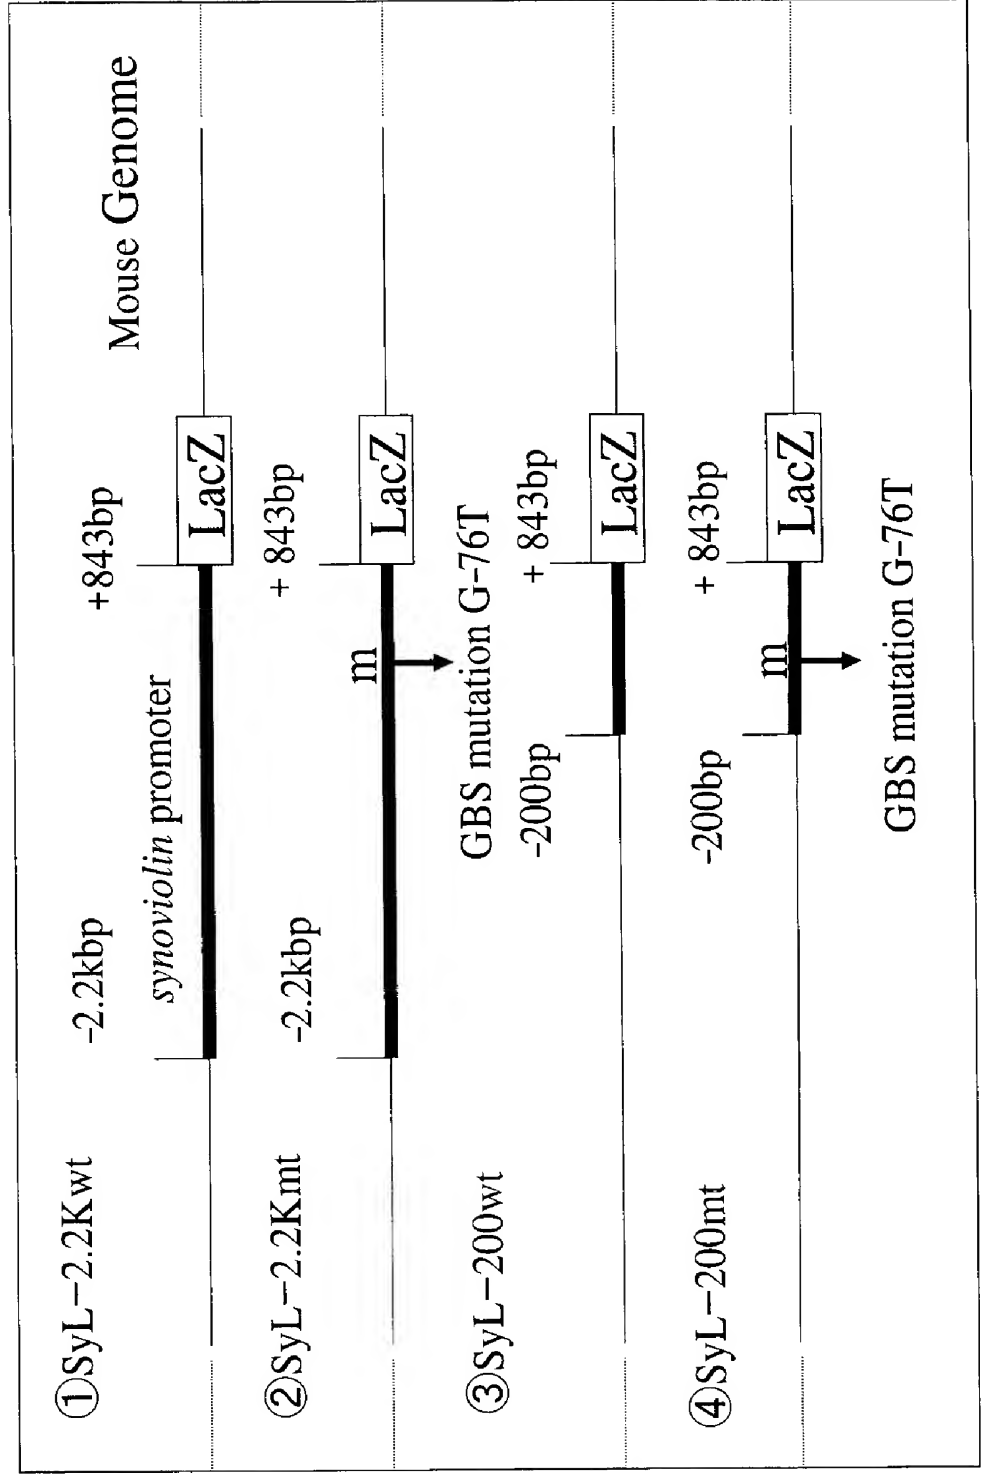 Mouse Genome
①SyL−2.2Kwt
-2.2kbp
+843bp
synoviolin promoter
LacZ
②SyL−2.2Kmt
-2.2kbp
+ 843bp
m
LacZ
GBS mutation G-76T
③SyL−200wt
-200bp
+ 843bp
LacZ
④SyL−200mt
-200bp
+ 843bp
m
LacZ
GBS mutation G-76T